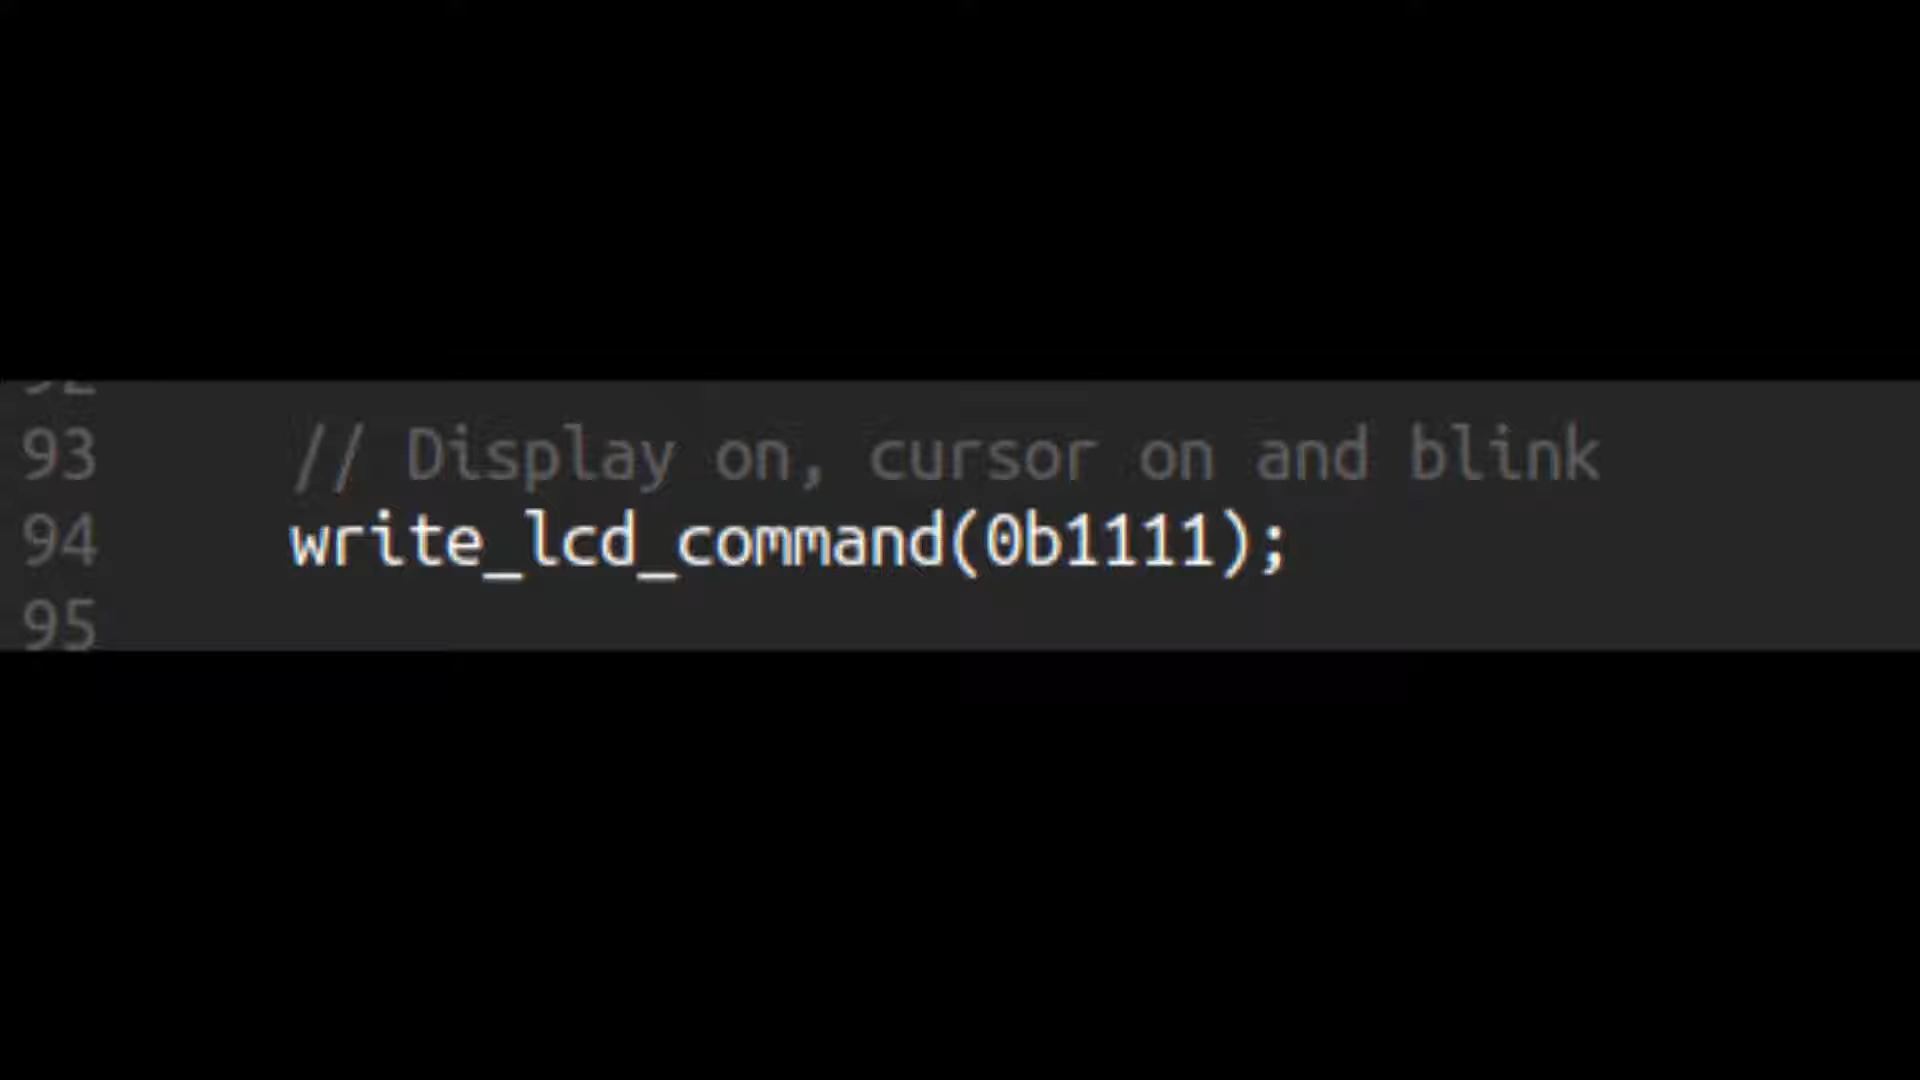 93 // Display on, cursor on and blink
94 write_lcd_command(0b1111);
95